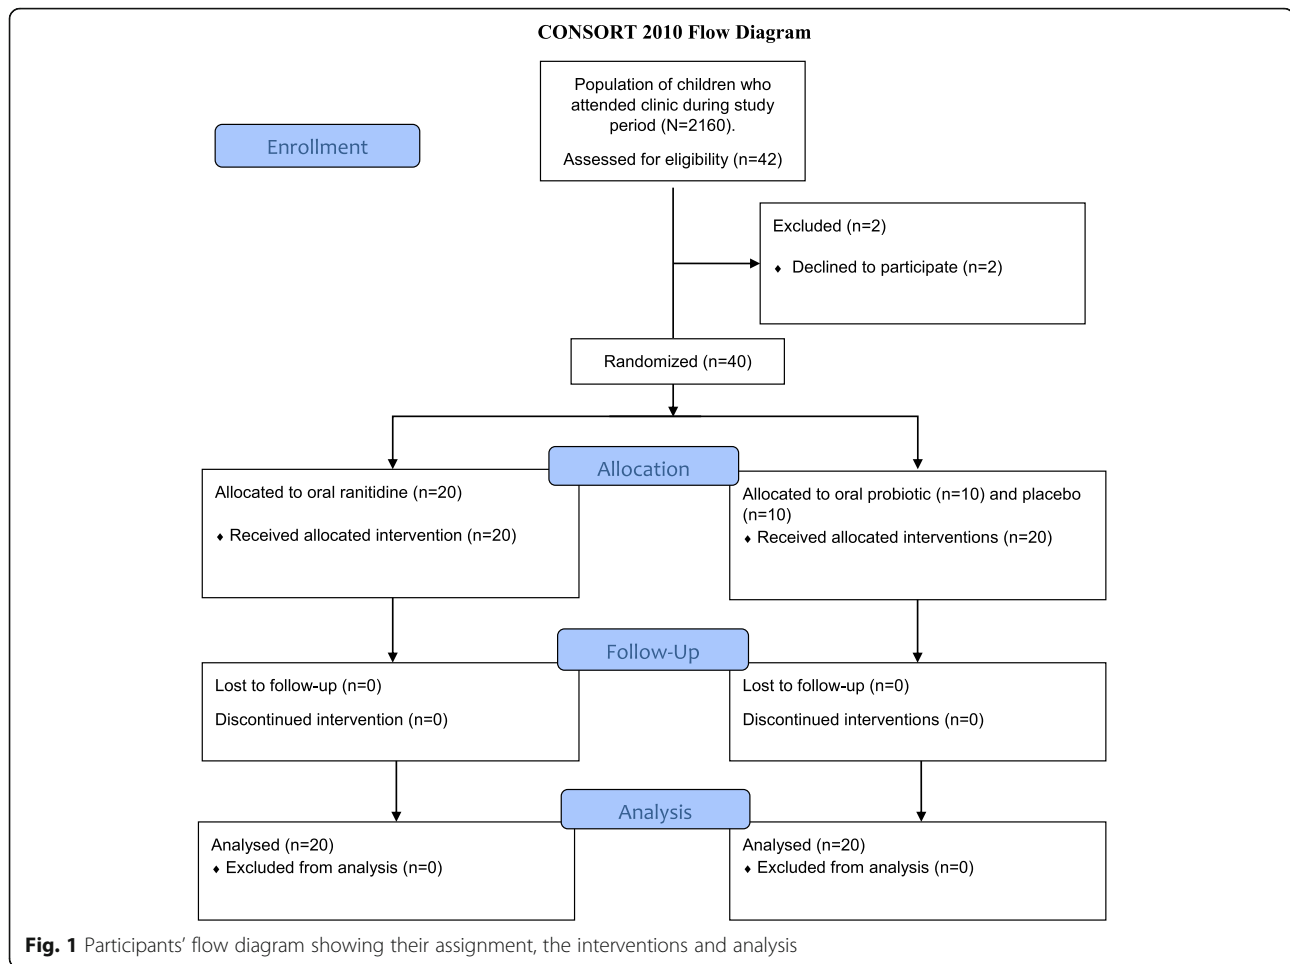 CONSORT 2010 Flow Diagram
Population of children who
attended clinic during study
period (N=2160).
Assessed for eligibility (n=42)
Enrollment
Excluded (n=2)
♦ Declined to participate (n=2)
Randomized (n=40)
Allocation
Allocated to oral ranitidine (n=20)
♦ Received allocated intervention (n=20)
Allocated to oral probiotic (n=10) and placebo
(n=10)
♦ Received allocated interventions (n=20)
Follow-Up
Lost to follow-up (n=0)
Discontinued intervention (n=0)
Lost to follow-up (n=0)
Discontinued interventions (n=0)
Analysis
Analysed (n=20)
♦ Excluded from analysis (n=0)
Analysed (n=20)
♦ Excluded from analysis (n=0)
Fig. 1 Participants’ flow diagram showing their assignment, the interventions and analysis